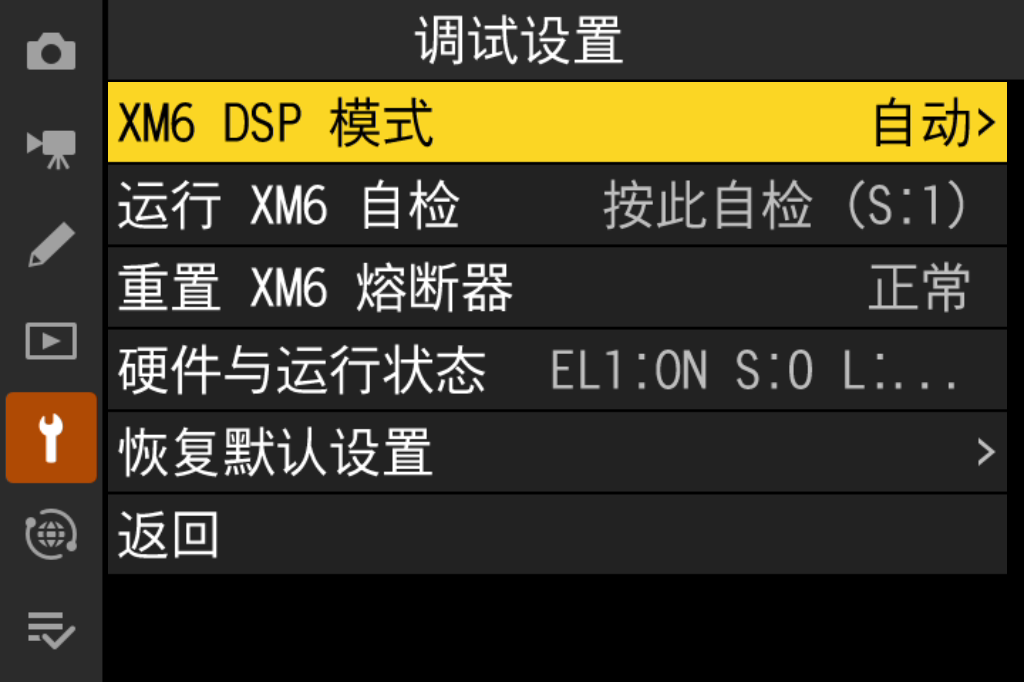 调试设置
XM6 DSP 模式 自动>
运行 XM6 自检 按此自检 (S:1)
重置 XM6 熔断器 正常
硬件与运行状态 EL1:ON S:0 L:...
恢复默认设置 >
返回